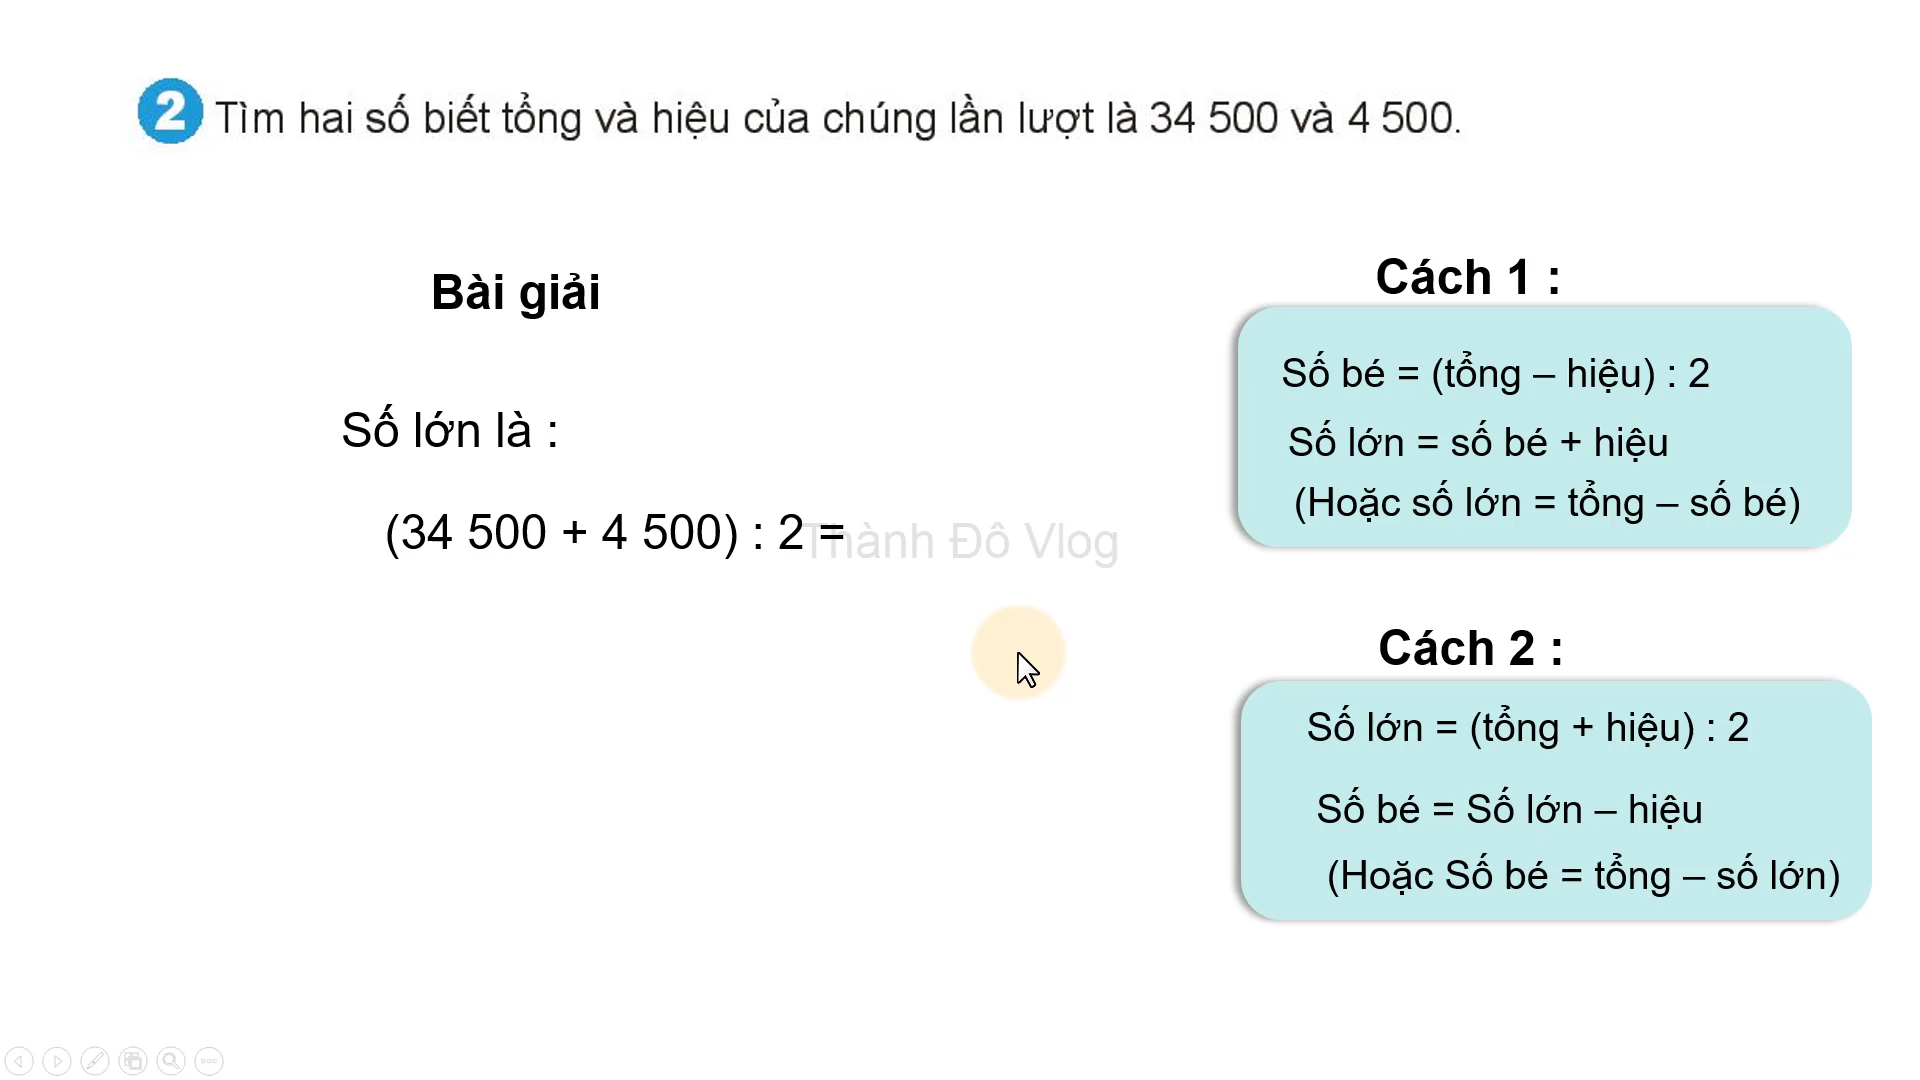 2 Tìm hai số biết tổng và hiệu của chúng lần lượt là 34 500 và 4 500.
Bài giải
Số lớn là :
(34 500 + 4 500) : 2 =
Thành Đô Vlog
Cách 1 :
Số bé = (tổng – hiệu) : 2
Số lớn = số bé + hiệu
(Hoặc số lớn = tổng – số bé)
Cách 2 :
Số lớn = (tổng + hiệu) : 2
Số bé = Số lớn – hiệu
(Hoặc Số bé = tổng – số lớn)